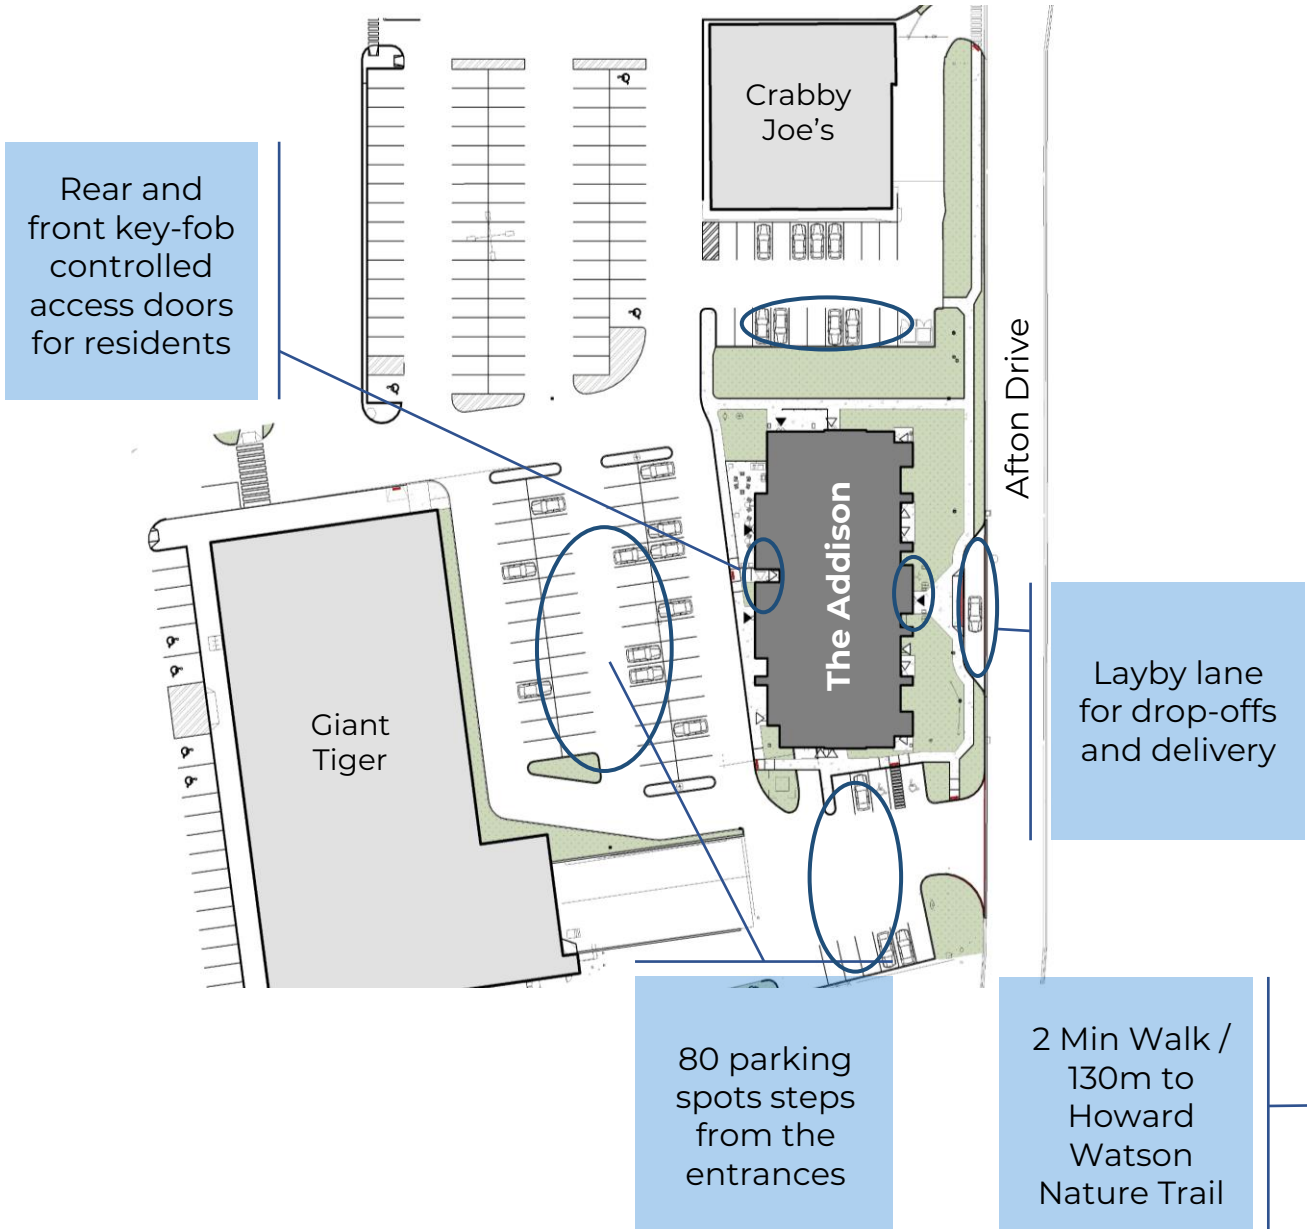 Crabby
Joe's
Rear and
front key-fob
controlled
access doors
for residents
Afton Drive
The Addison
Giant
Tiger
Layby lane
for drop-offs
and delivery
80 parking
spots steps
from the
entrances
2 Min Walk /
130m to
Howard
Watson
Nature Trail